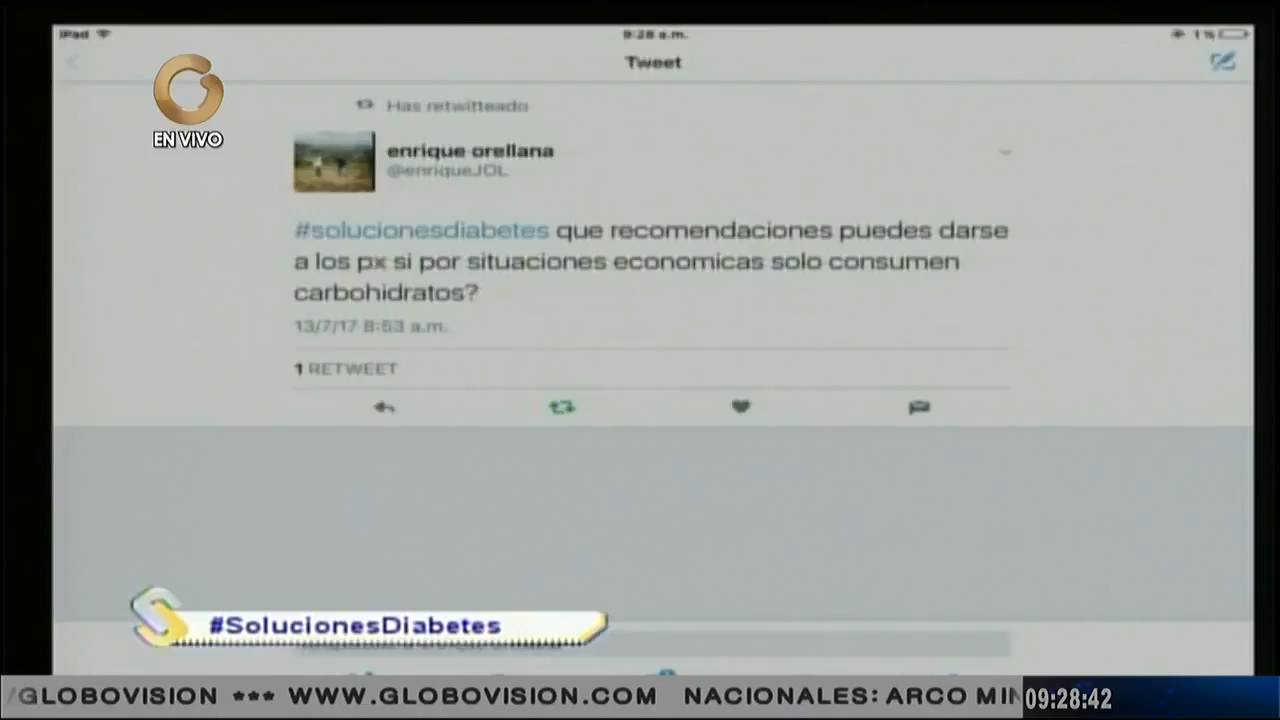 iPad
9:28 a.m.
1%
Tweet
EN VIVO
Has retwitteado
enrique orellana
@enriqueJOL
#solucionesdiabetes que recomendaciones puedes darse
a los px si por situaciones economicas solo consumen
carbohidratos?
13/7/17 8:53 a.m.
1 RETWEET
#SolucionesDiabetes
/GLOBOVISION *** WWW.GLOBOVISION.COM NACIONALES: ARCO MIN
09:28:42